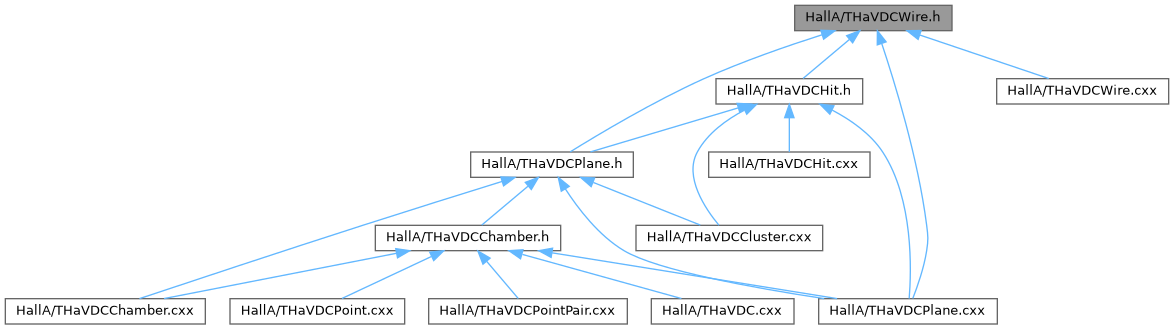 HallA/THaVDCWire.h
HallA/THaVDCHit.h
HallA/THaVDCWire.cxx
HallA/THaVDCPlane.h
HallA/THaVDCHit.cxx
HallA/THaVDCChamber.h
HallA/THaVDCCluster.cxx
HallA/THaVDCChamber.cxx
HallA/THaVDCPoint.cxx
HallA/THaVDCPointPair.cxx
HallA/THaVDC.cxx
HallA/THaVDCPlane.cxx